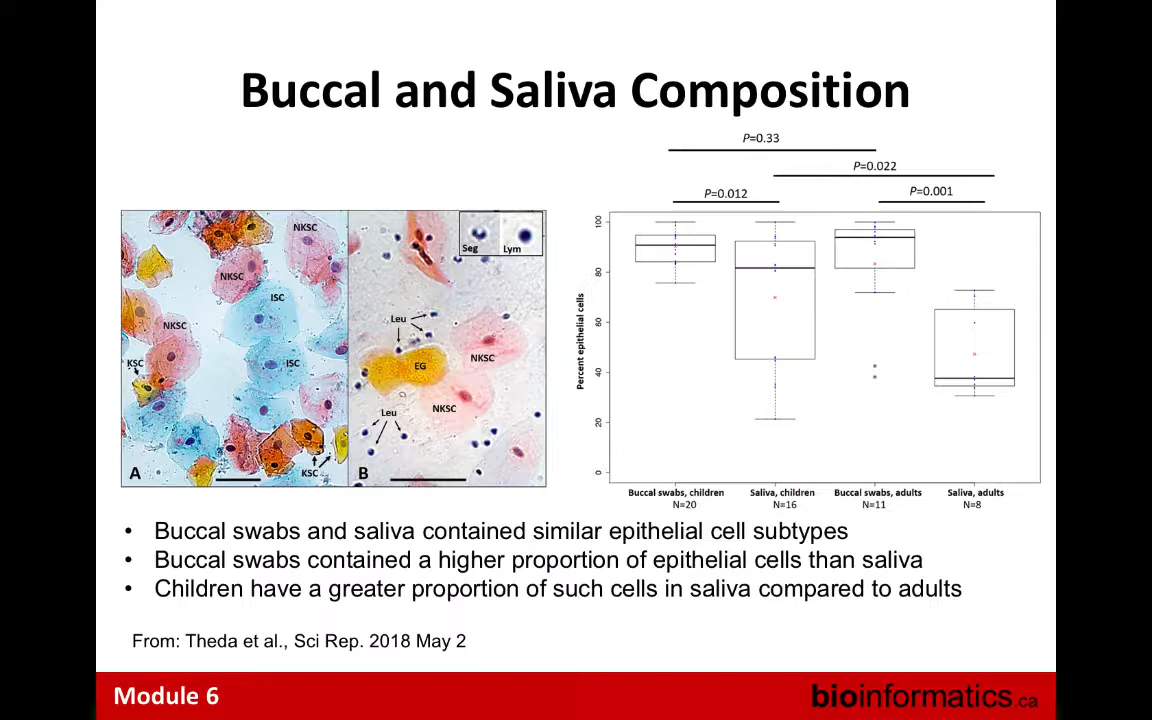 Buccal and Saliva Composition
P=0.33
P=0.022
P=0.012
P=0.001
NKSC
NKSC
ISC
NKSC
KSC
ISC
KSC
A
Seg
Lym
Leu
EG
NKSC
Leu
NKSC
B
Percent epithelial cells
100
80
60
40
20
0
Buccal swabs, children
N=20
Saliva, children
N=16
Buccal swabs, adults
N=11
Saliva, adults
N=8
• Buccal swabs and saliva contained similar epithelial cell subtypes
• Buccal swabs contained a higher proportion of epithelial cells than saliva
• Children have a greater proportion of such cells in saliva compared to adults
From: Theda et al., Sci Rep. 2018 May 2
Module 6
bioinformatics.ca